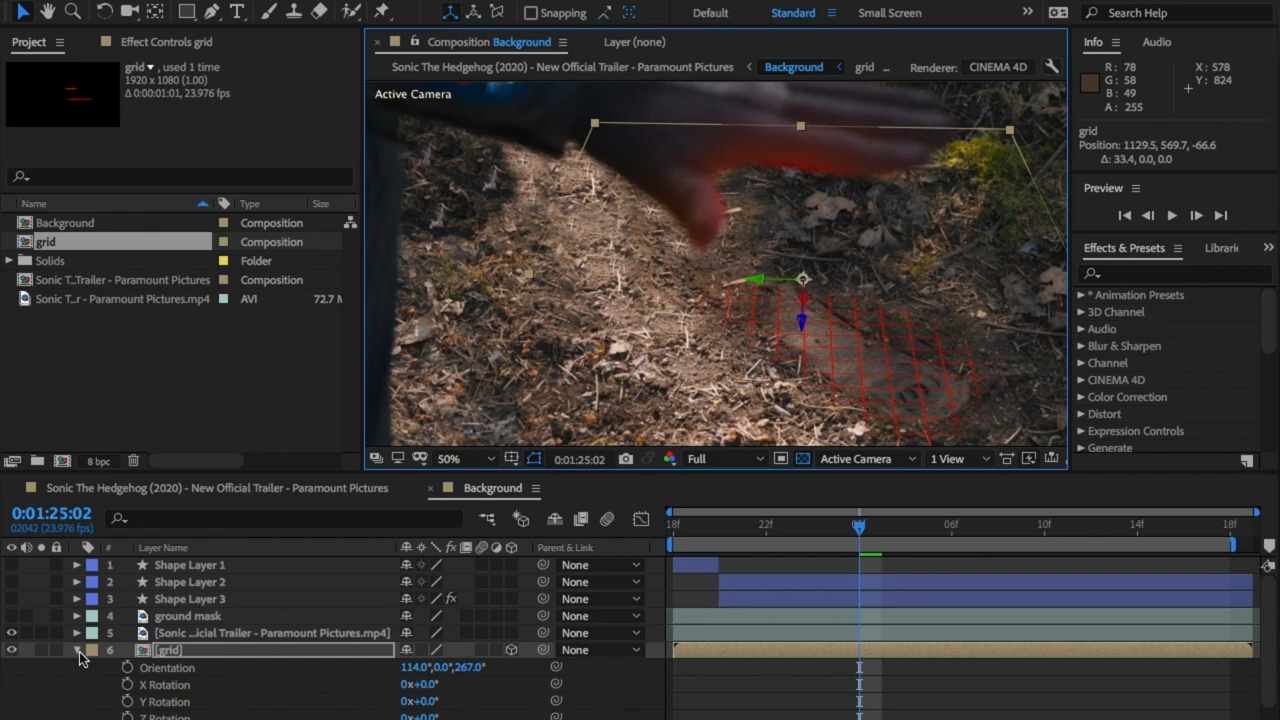 Snapping
Default
Standard
Small Screen
Search Help
Project
Effect Controls grid
grid , used 1 time
1920 x 1080 (1.00)
Δ 0:00:01:01, 23.976 fps
Name
Type
Size
Background
Composition
grid
Composition
Solids
Folder
Sonic T...Trailer - Paramount Pictures
Composition
Sonic T...r - Paramount Pictures.mp4
AVI
72.7 M
8 bpc
Composition Background
Layer (none)
Sonic The Hedgehog (2020) - New Official Trailer - Paramount Pictures
Background
grid ...
Renderer: CINEMA 4D
Active Camera
50%
0:01:25:02
Full
Active Camera
1 View
Info
Audio
R: 78
G: 58
B: 49
A: 255
X: 578
Y: 824
grid
Position: 1129.5, 569.7, -66.6
Δ: 33.4, 0.0, 0.0
Preview
Effects & Presets
Librari
* Animation Presets
3D Channel
Audio
Blur & Sharpen
Channel
CINEMA 4D
Color Correction
Distort
Expression Controls
Generate
Sonic The Hedgehog (2020) - New Official Trailer - Paramount Pictures
Background
0:01:25:02
02042 (23.976 fps)
18f
22f
06f
10f
14f
18f
#
Layer Name
Parent & Link
1
Shape Layer 1
None
2
Shape Layer 2
None
3
Shape Layer 3
None
4
ground mask
None
5
[Sonic ...icial Trailer - Paramount Pictures.mp4]
None
6
[grid]
None
Orientation
114.0°,0.0°,267.0°
X Rotation
0x+0.0°
Y Rotation
0x+0.0°
Z Rotation
0x+0.0°